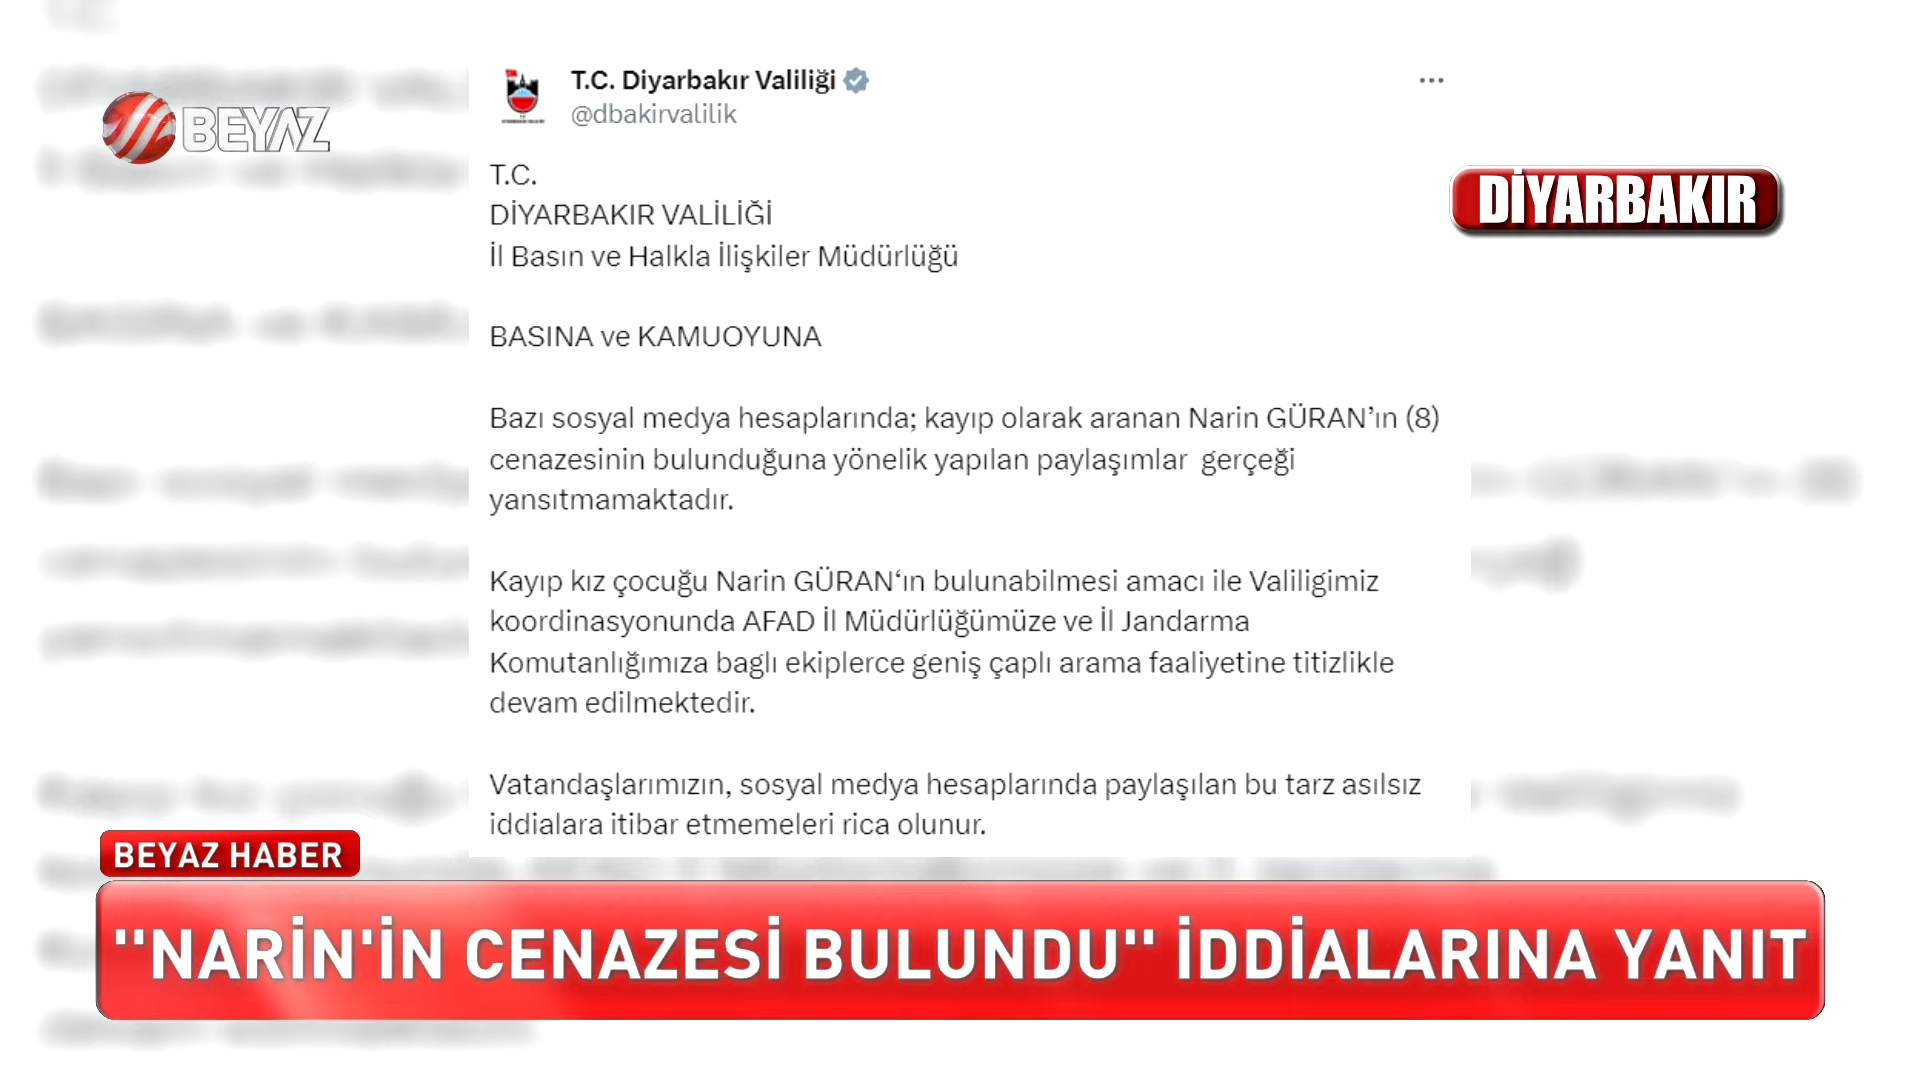 BEYAZ
T.C. Diyarbakır Valiliği
@dbakirvalilik
DİYARBAKIR
T.C.
DİYARBAKIR VALİLİĞİ
İl Basın ve Halkla İlişkiler Müdürlüğü
BASINA ve KAMUOYUNA
Bazı sosyal medya hesaplarında; kayıp olarak aranan Narin GÜRAN’ın (8)
cenazesinin bulunduğuna yönelik yapılan paylaşımlar  gerçeği
yansıtmamaktadır.
Kayıp kız çocuğu Narin GÜRAN‘ın bulunabilmesi amacı ile Valiligimiz
koordinasyonunda AFAD İl Müdürlüğümüze ve İl Jandarma
Komutanlığımıza baglı ekiplerce geniş çaplı arama faaliyetine titizlikle
devam edilmektedir.
Vatandaşlarımızın, sosyal medya hesaplarında paylaşılan bu tarz asılsız
iddialara itibar etmemeleri rica olunur.
BEYAZ HABER
"NARİN'İN CENAZESİ BULUNDU" İDDİALARINA YANIT